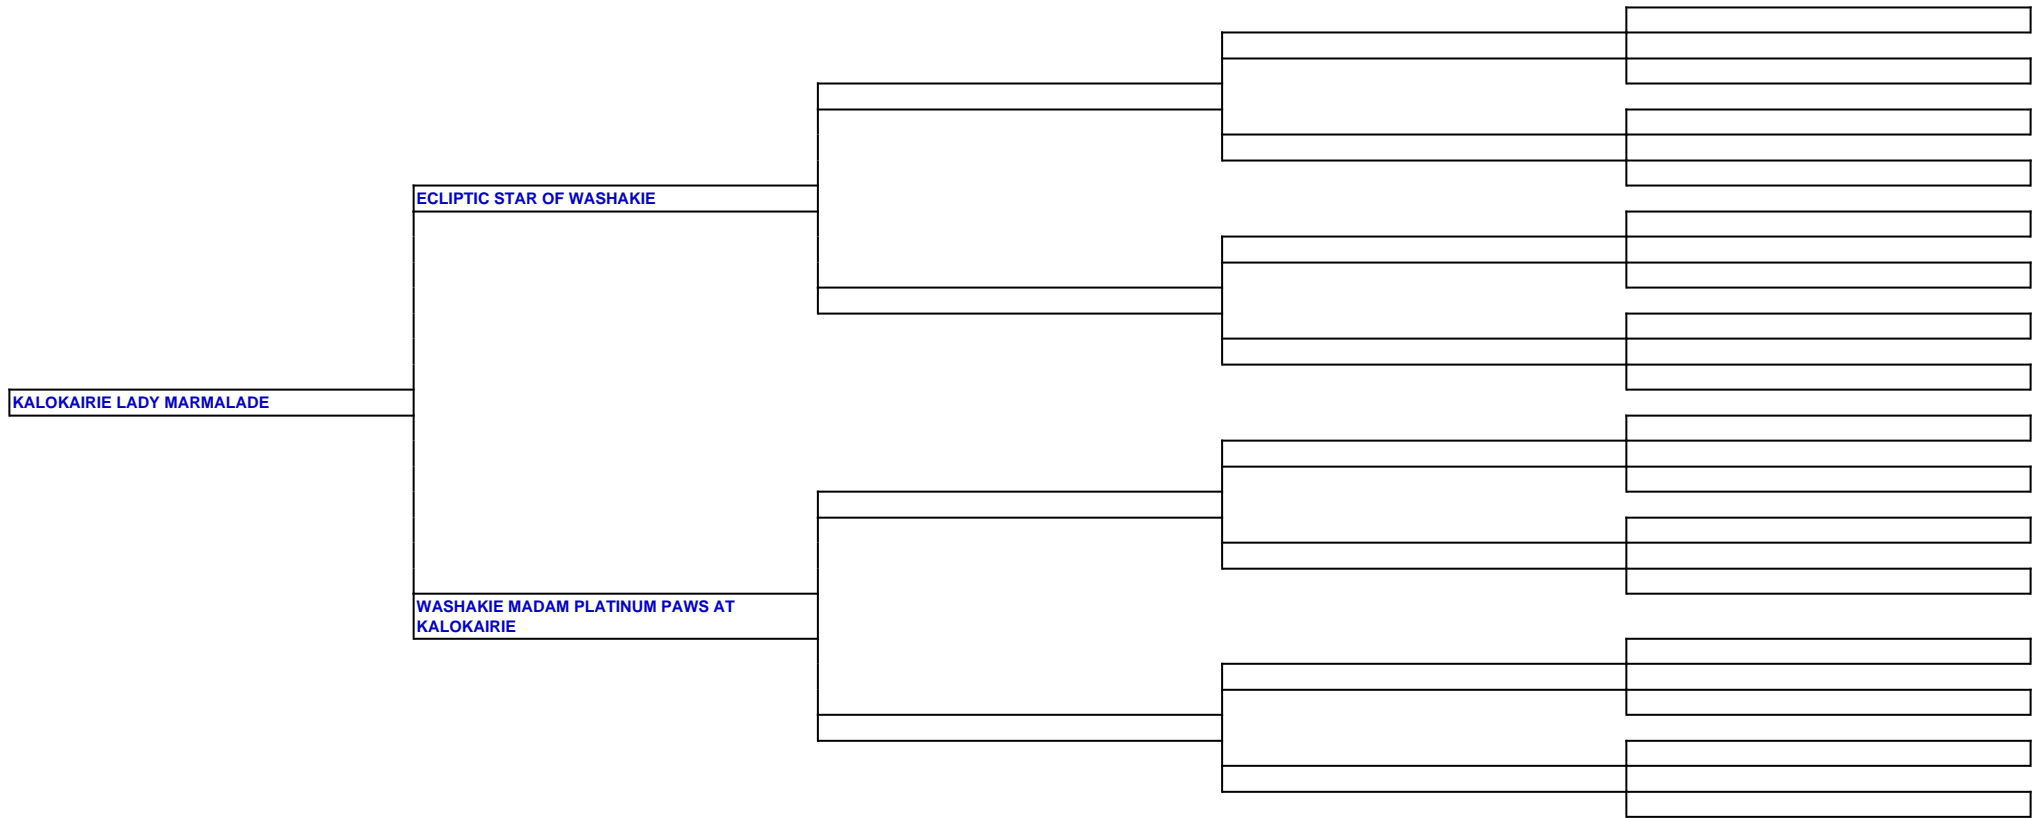 ECLIPTIC STAR OF WASHAKIE
KALOKAIRIE LADY MARMALADE
WASHAKIE MADAM PLATINUM PAWS AT
KALOKAIRIE